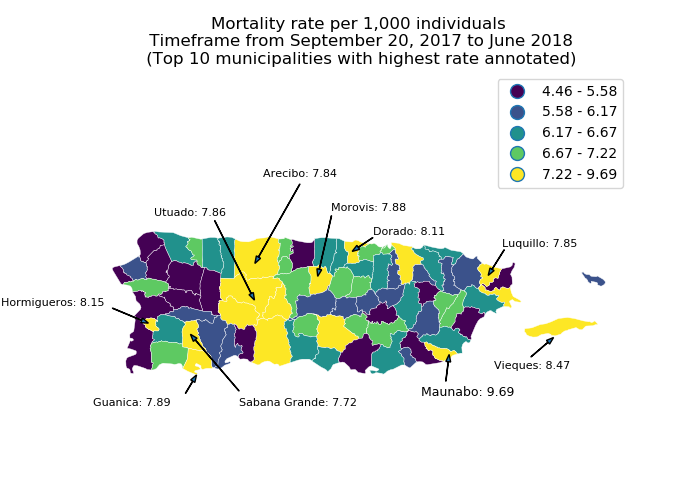 Mortality rate per 1,000 individuals
Timeframe from September 20, 2017 to June 2018
(Top 10 municipalities with highest rate annotated)
4.46 - 5.58
5.58 - 6.17
6.17 - 6.67
6.67 - 7.22
7.22 - 9.69
Arecibo: 7.84
Utuado: 7.86
Morovis: 7.88
Dorado: 8.11
Luquillo: 7.85
Hormigueros: 8.15
Vieques: 8.47
Maunabo: 9.69
Guanica: 7.89
Sabana Grande: 7.72